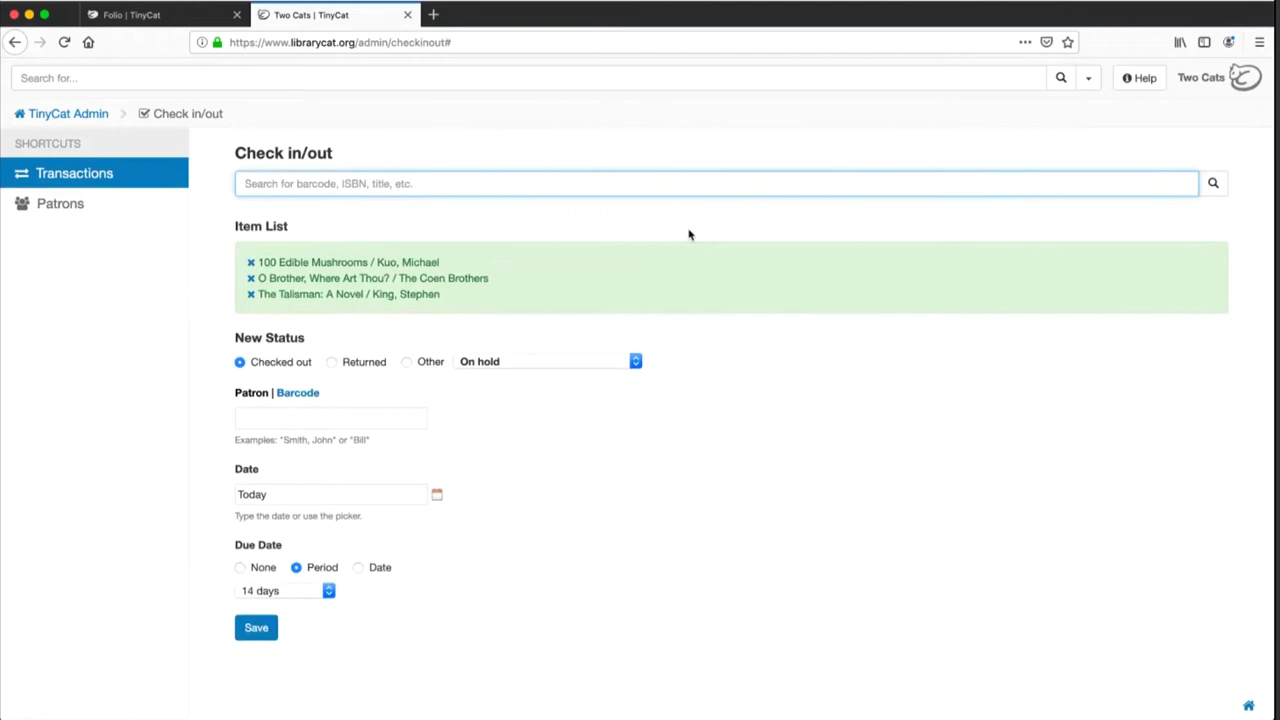 Folio | TinyCat
Two Cats | TinyCat
https://www.librarycat.org/admin/checkinout#
Search for...
Help
Two Cats
TinyCat Admin
Check in/out
SHORTCUTS
Transactions
Patrons
Check in/out
Search for barcode, ISBN, title, etc.
Item List
100 Edible Mushrooms / Kuo, Michael
O Brother, Where Art Thou? / The Coen Brothers
The Talisman: A Novel / King, Stephen
New Status
Checked out Returned Other On hold
Patron | Barcode
Examples: "Smith, John" or "Bill"
Date
Today
Type the date or use the picker.
Due Date
None Period Date
14 days
Save